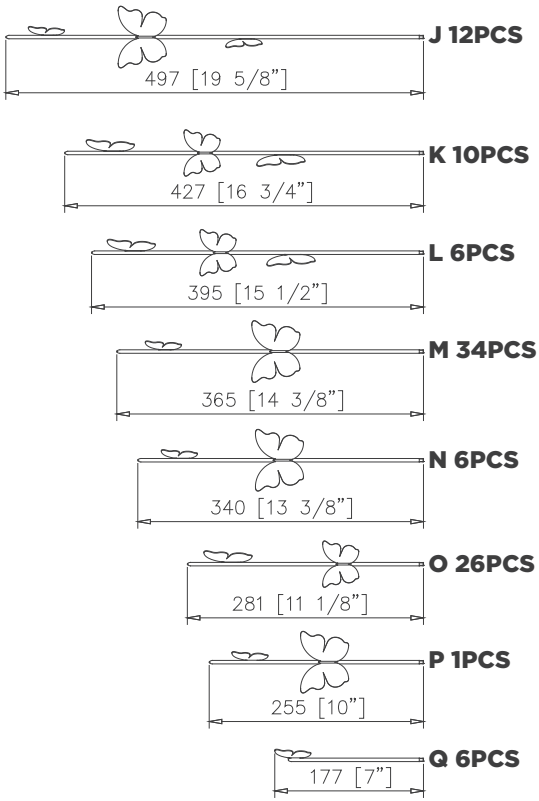 J 12PCS
497 [19 5/8”]
K 10PCS
427 [16 3/4”]
L 6PCS
395 [15 1/2”]
M 34PCS
365 [14 3/8”]
N 6PCS
340 [13 3/8”]
O 26PCS
281 [11 1/8”]
P 1PCS
255 [10”]
Q 6PCS
177 [7”]